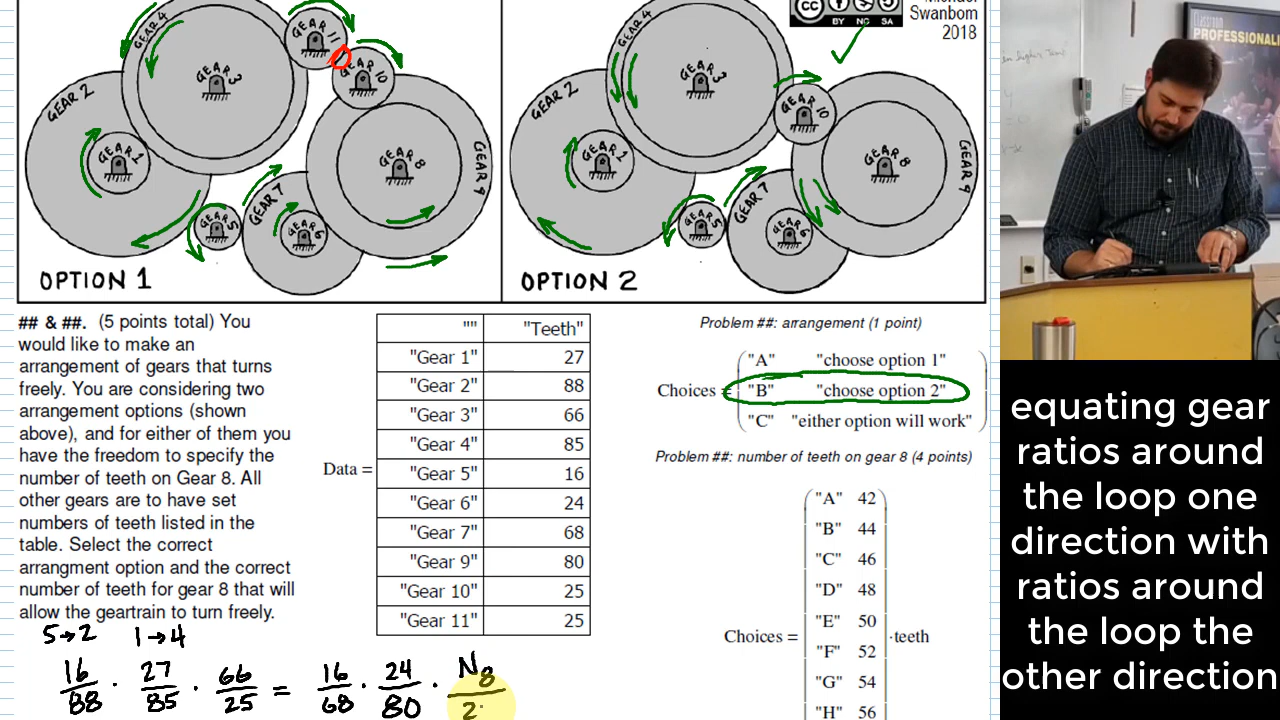 GEAR 4
GEAR 3
GEAR 11
GEAR 10
GEAR 2
GEAR 1
GEAR 5
GEAR 7
GEAR 6
GEAR 8
GEAR 9
OPTION 1
GEAR 4
GEAR 3
GEAR 2
GEAR 1
GEAR 10
GEAR 5
GEAR 7
GEAR 6
GEAR 8
GEAR 9
OPTION 2
cc
BY NC SA
Swanbom
2018
PROFESSIONAL
## & ##. (5 points total) You
would like to make an
arrangement of gears that turns
freely. You are considering two
arrangement options (shown
above), and for either of them you
have the freedom to specify the
number of teeth on Gear 8. All
other gears are to have set
numbers of teeth listed in the
table. Select the correct
arrangment option and the correct
number of teeth for gear 8 that will
allow the geartrain to turn freely.
Data =
"" "Teeth"
"Gear 1" 27
"Gear 2" 88
"Gear 3" 66
"Gear 4" 85
"Gear 5" 16
"Gear 6" 24
"Gear 7" 68
"Gear 9" 80
"Gear 10" 25
"Gear 11" 25
Problem ##: arrangement (1 point)
Choices =
"A" "choose option 1"
"B" "choose option 2"
"C" "either option will work"
Problem ##: number of teeth on gear 8 (4 points)
Choices =
"A" 42
"B" 44
"C" 46
"D" 48
"E" 50
"F" 52
"G" 54
"H" 56
·teeth
5→2 1→4
16/88 · 27/85 · 66/25 = 16/68 · 24/80 · N8/2
equating gear
ratios around
the loop one
direction with
ratios around
the loop the
other direction